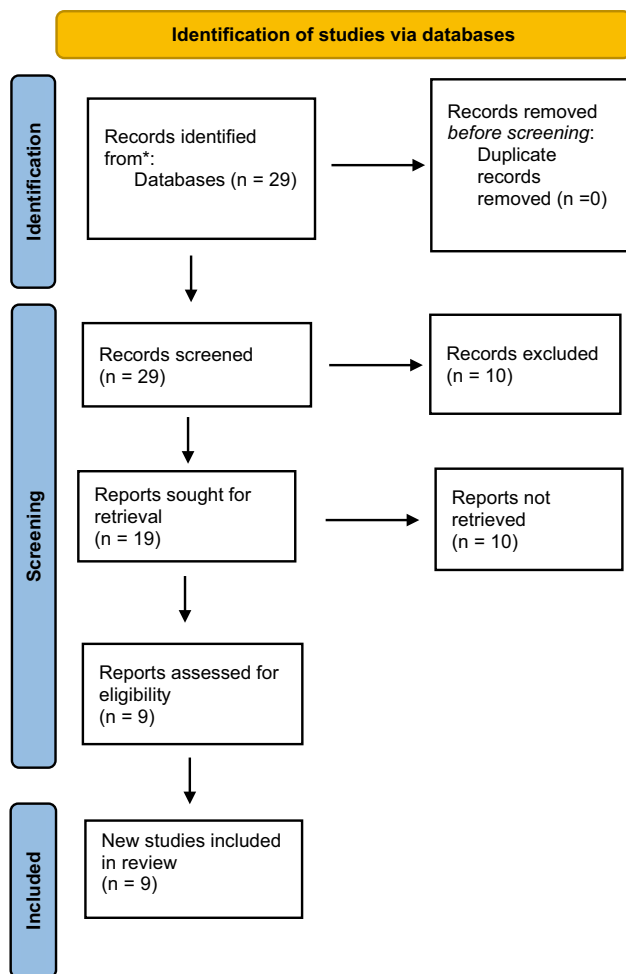 Identification of studies via databases
Identification
Records identified
from*:
Databases (n = 29)
Records removed
before screening:
Duplicate
records
removed (n =0)
Screening
Records screened
(n = 29)
Records excluded
(n = 10)
Reports sought for
retrieval
(n = 19)
Reports not
retrieved
(n = 10)
Reports assessed for
eligibility
(n = 9)
Included
New studies included
in review
(n = 9)